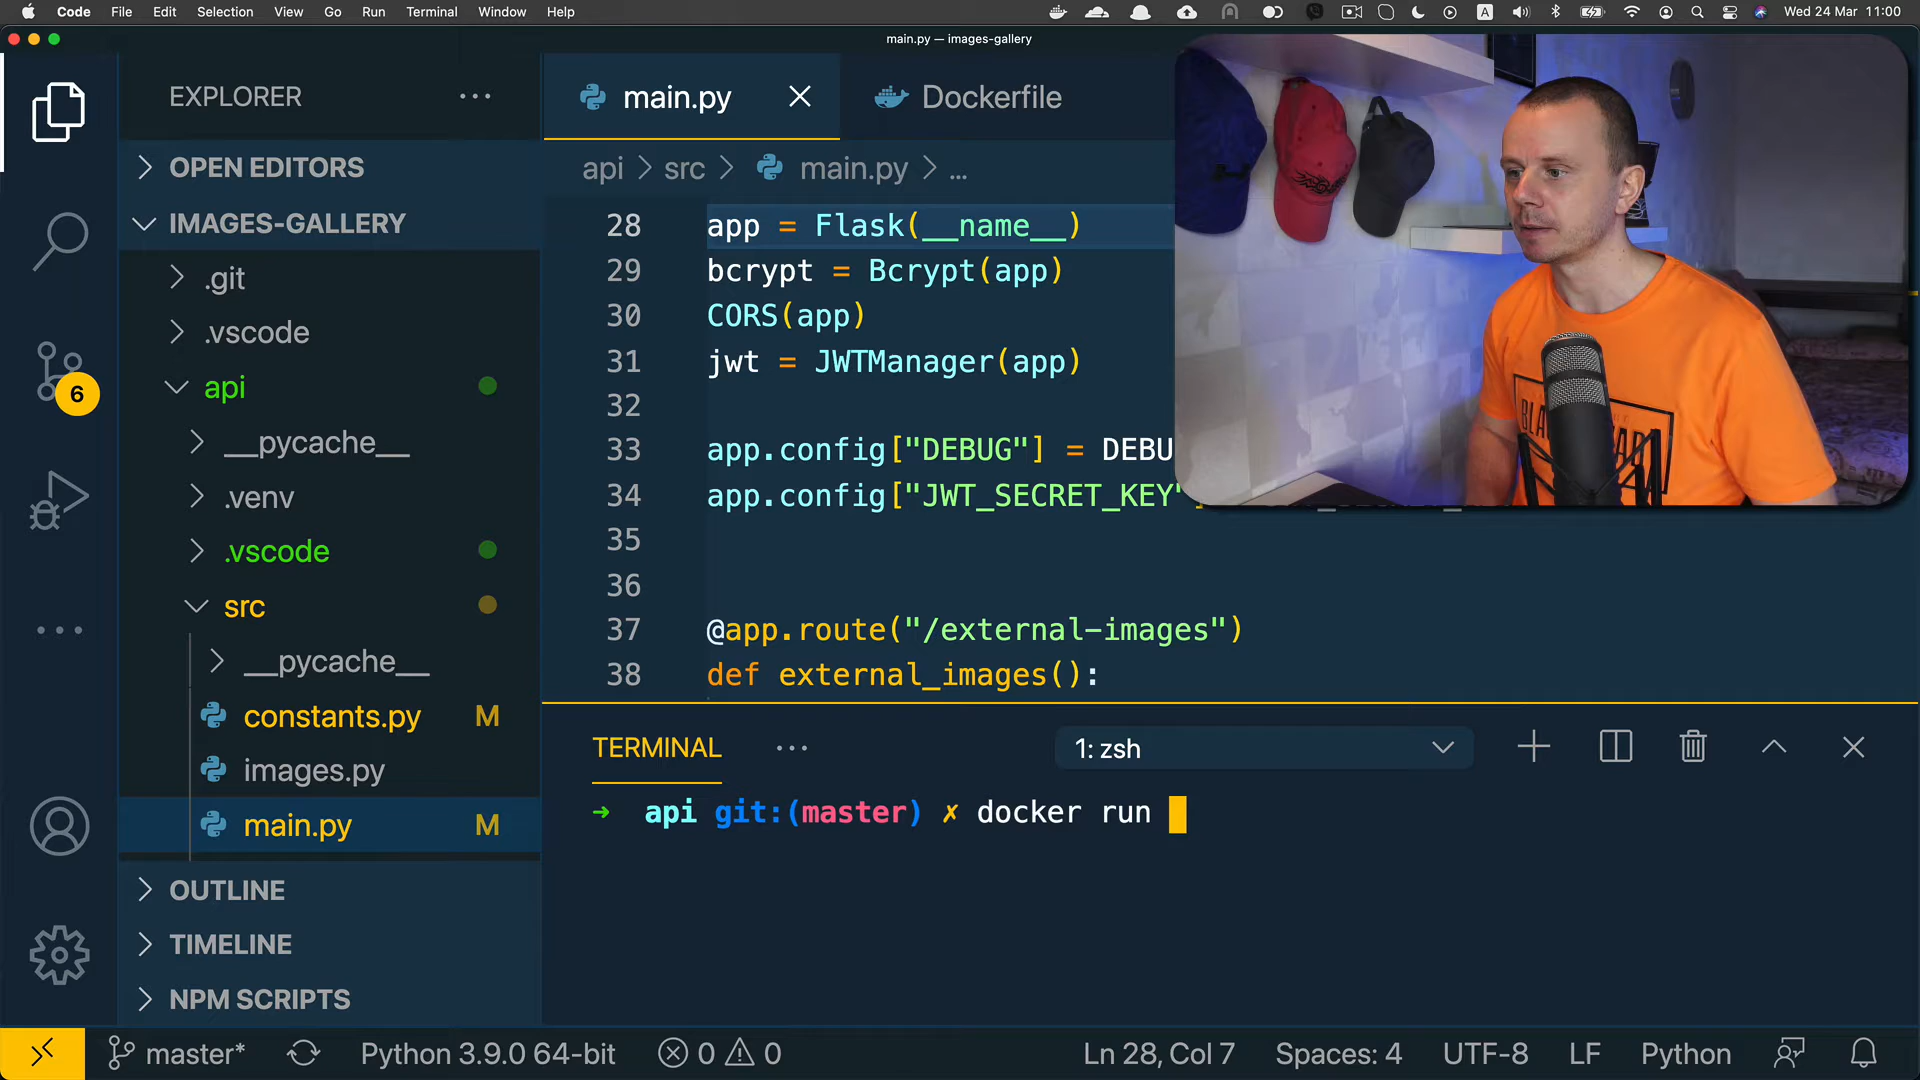 Code File Edit Selection View Go Run Terminal Window Help
A
Wed 24 Mar 11:00
main.py — images-gallery
EXPLORER
main.py
Dockerfile
OPEN EDITORS
api > src > main.py > ...
IMAGES-GALLERY
.git
.vscode
api
__pycache__
.venv
.vscode
src
__pycache__
constants.py M
images.py
main.py M
OUTLINE
TIMELINE
NPM SCRIPTS
6
28 app = Flask(__name__)
29 bcrypt = Bcrypt(app)
30 CORS(app)
31 jwt = JWTManager(app)
32
33 app.config["DEBUG"] = DEBU
34 app.config["JWT_SECRET_KEY"]
35
36
37 @app.route("/external-images")
38 def external_images():
TERMINAL
1: zsh
➜ api git:(master) ✗ docker run
master*
Python 3.9.0 64-bit
0
0
Ln 28, Col 7
Spaces: 4
UTF-8
LF
Python